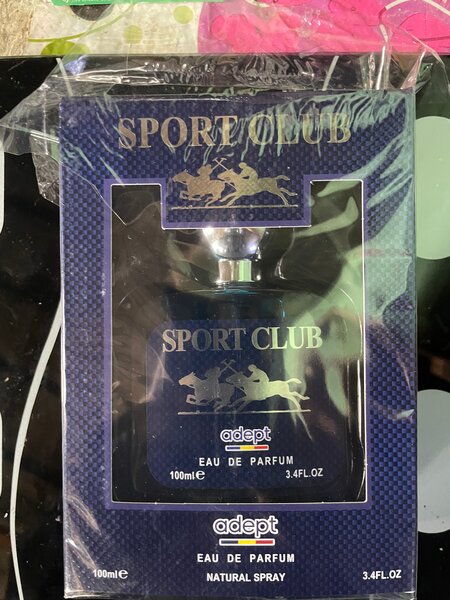 SPORT CLUB
SPORT CLUB
adept
EAU DE PARFUM
100ml℮ 3.4FL.OZ
adept
EAU DE PARFUM
100ml℮ NATURAL SPRAY 3.4FL.OZ